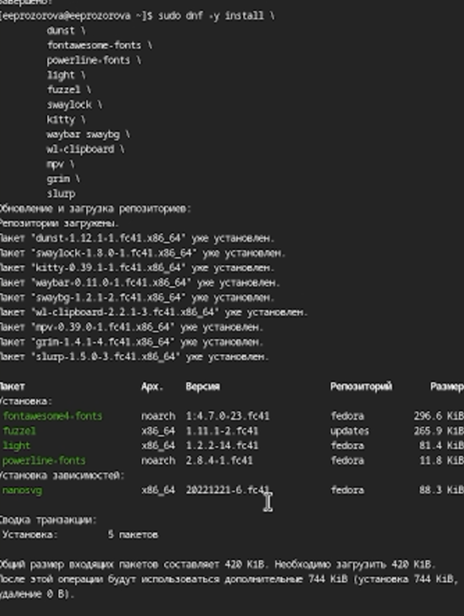 Завершено!
[eeprozorova@eeprozorova ~]$ sudo dnf -y install \
dunst \
fontawesome-fonts \
powerline-fonts \
light \
fuzzel \
swaylock \
kitty \
waybar swaybg \
wl-clipboard \
mpv \
grim \
slurp
Обновление и загрузка репозиториев:
Репозитории загружены.
Пакет "dunst-1.12.1-1.fc41.x86_64" уже установлен.
Пакет "swaylock-1.8.0-1.fc41.x86_64" уже установлен.
Пакет "kitty-0.39.1-1.fc41.x86_64" уже установлен.
Пакет "waybar-0.11.0-1.fc41.x86_64" уже установлен.
Пакет "swaybg-1.2.1-2.fc41.x86_64" уже установлен.
Пакет "wl-clipboard-2.2.1-3.fc41.x86_64" уже установлен.
Пакет "mpv-0.39.0-1.fc41.x86_64" уже установлен.
Пакет "grim-1.4.1-4.fc41.x86_64" уже установлен.
Пакет "slurp-1.5.0-3.fc41.x86_64" уже установлен.
Пакет Арх. Версия Репозиторий Размер
Установка:
fontawesome4-fonts noarch 1:4.7.0-23.fc41 fedora 296.6 KiB
fuzzel x86_64 1.11.1-2.fc41 updates 265.9 KiB
light x86_64 1.2.2-14.fc41 fedora 81.4 KiB
powerline-fonts noarch 2.8.4-1.fc41 fedora 11.8 KiB
Установка зависимостей:
nanosvg x86_64 20221221-6.fc41 fedora 88.3 KiB
Сводка транзакции:
Установка: 5 пакетов
Общий размер входящих пакетов составляет 420 KiB. Необходимо загрузить 420 KiB.
После этой операции будут использоваться дополнительные 744 KiB (установка 744 KiB,
удаление 0 B).